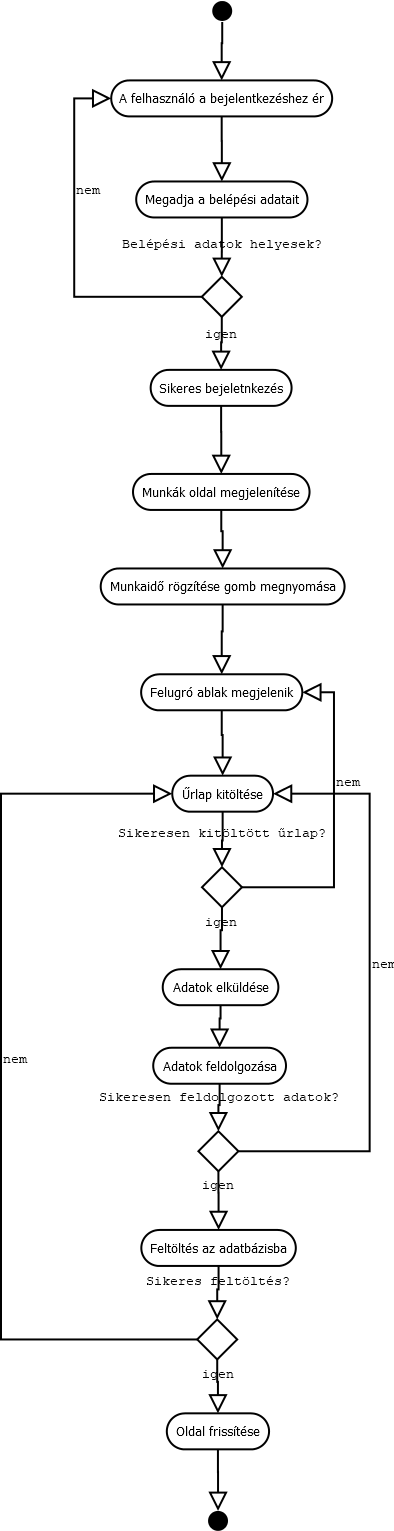 A felhasználó a bejelentkezéshez ér
nem
Megadja a belépési adatait
Belépési adatok helyesek?
igen
Sikeres bejeletnkezés
Munkák oldal megjelenítése
Munkaidő rögzítése gomb megnyomása
Felugró ablak megjelenik
nem
Űrlap kitöltése
Sikeresen kitöltött űrlap?
igen
nem
Adatok elküldése
nem
Adatok feldolgozása
Sikeresen feldolgozott adatok?
igen
Feltöltés az adatbázisba
Sikeres feltöltés?
igen
Oldal frissítése